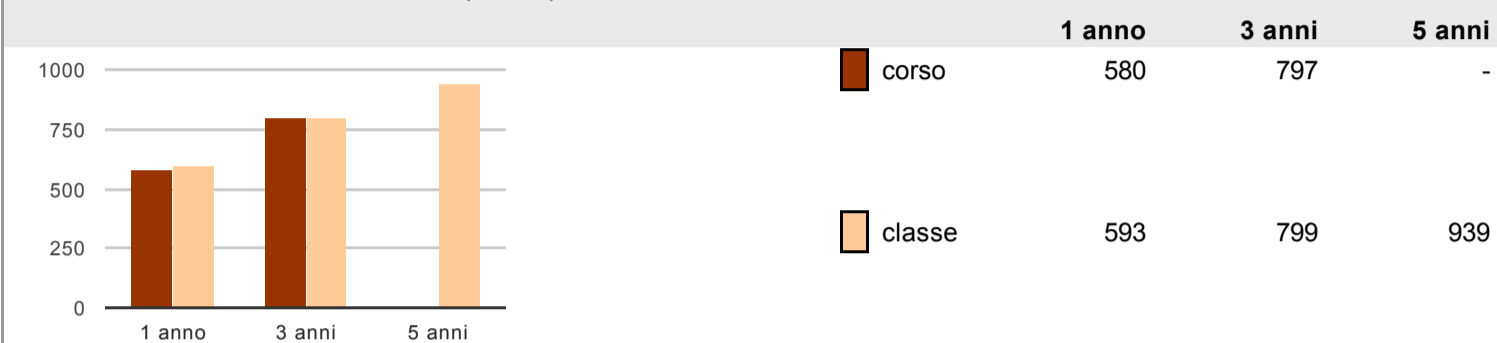 1 anno 3 anni 5 anni
1000
750
500
250
0
1 anno 3 anni 5 anni
corso 580 797 -
classe 593 799 939